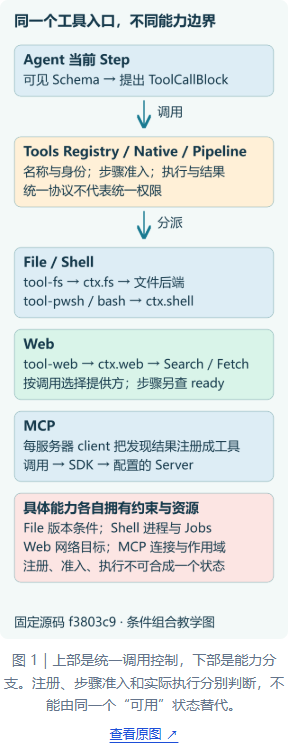 同一个工具入口，不同能力边界
Agent 当前 Step
可见 Schema → 提出 ToolCallBlock
调用
Tools Registry / Native / Pipeline
名称与身份；步骤准入；执行与结果
统一协议不代表统一权限
分派
File / Shell
tool-fs → ctx.fs → 文件后端
tool-pwsh / bash → ctx.shell
Web
tool-web → ctx.web → Search / Fetch
按调用选择提供方；步骤另查 ready
MCP
每服务器 client 把发现结果注册成工具
调用 → SDK → 配置的 Server
具体能力各自拥有约束与资源
File 版本条件；Shell 进程与 Jobs
Web 网络目标；MCP 连接与作用域
注册、准入、执行不可合成一个状态
固定源码 f3803c9 · 条件组合教学图
图 1｜上部是统一调用控制，下部是能力分
支。注册、步骤准入和实际执行分别判断，不
能由同一个“可用”状态替代。
查看原图 ↗